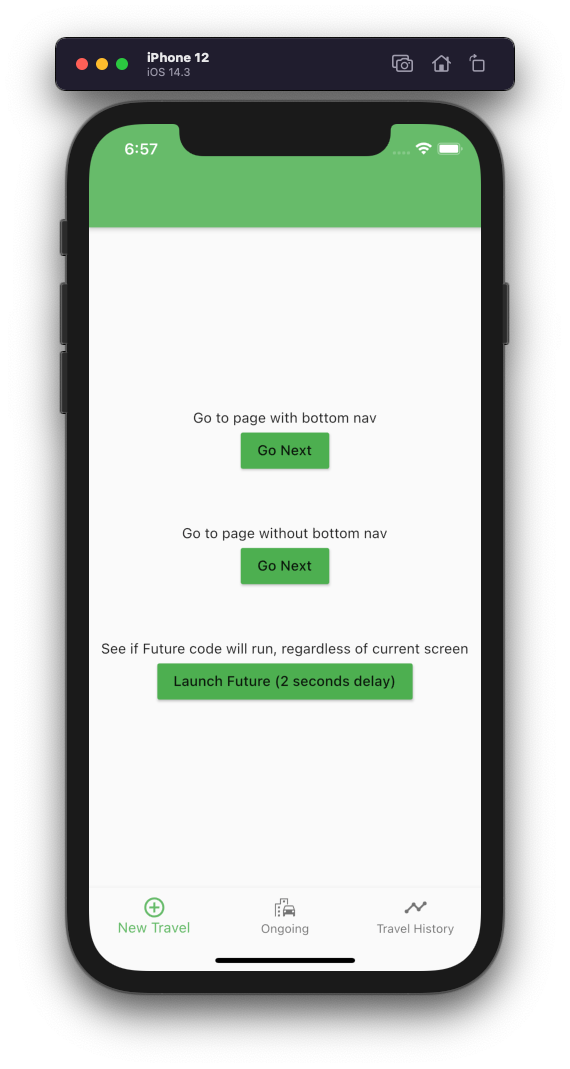 iPhone 12
iOS 14.3
6:57
Go to page with bottom nav
Go Next
Go to page without bottom nav
Go Next
See if Future code will run, regardless of current screen
Launch Future (2 seconds delay)
New Travel
Ongoing
Travel History